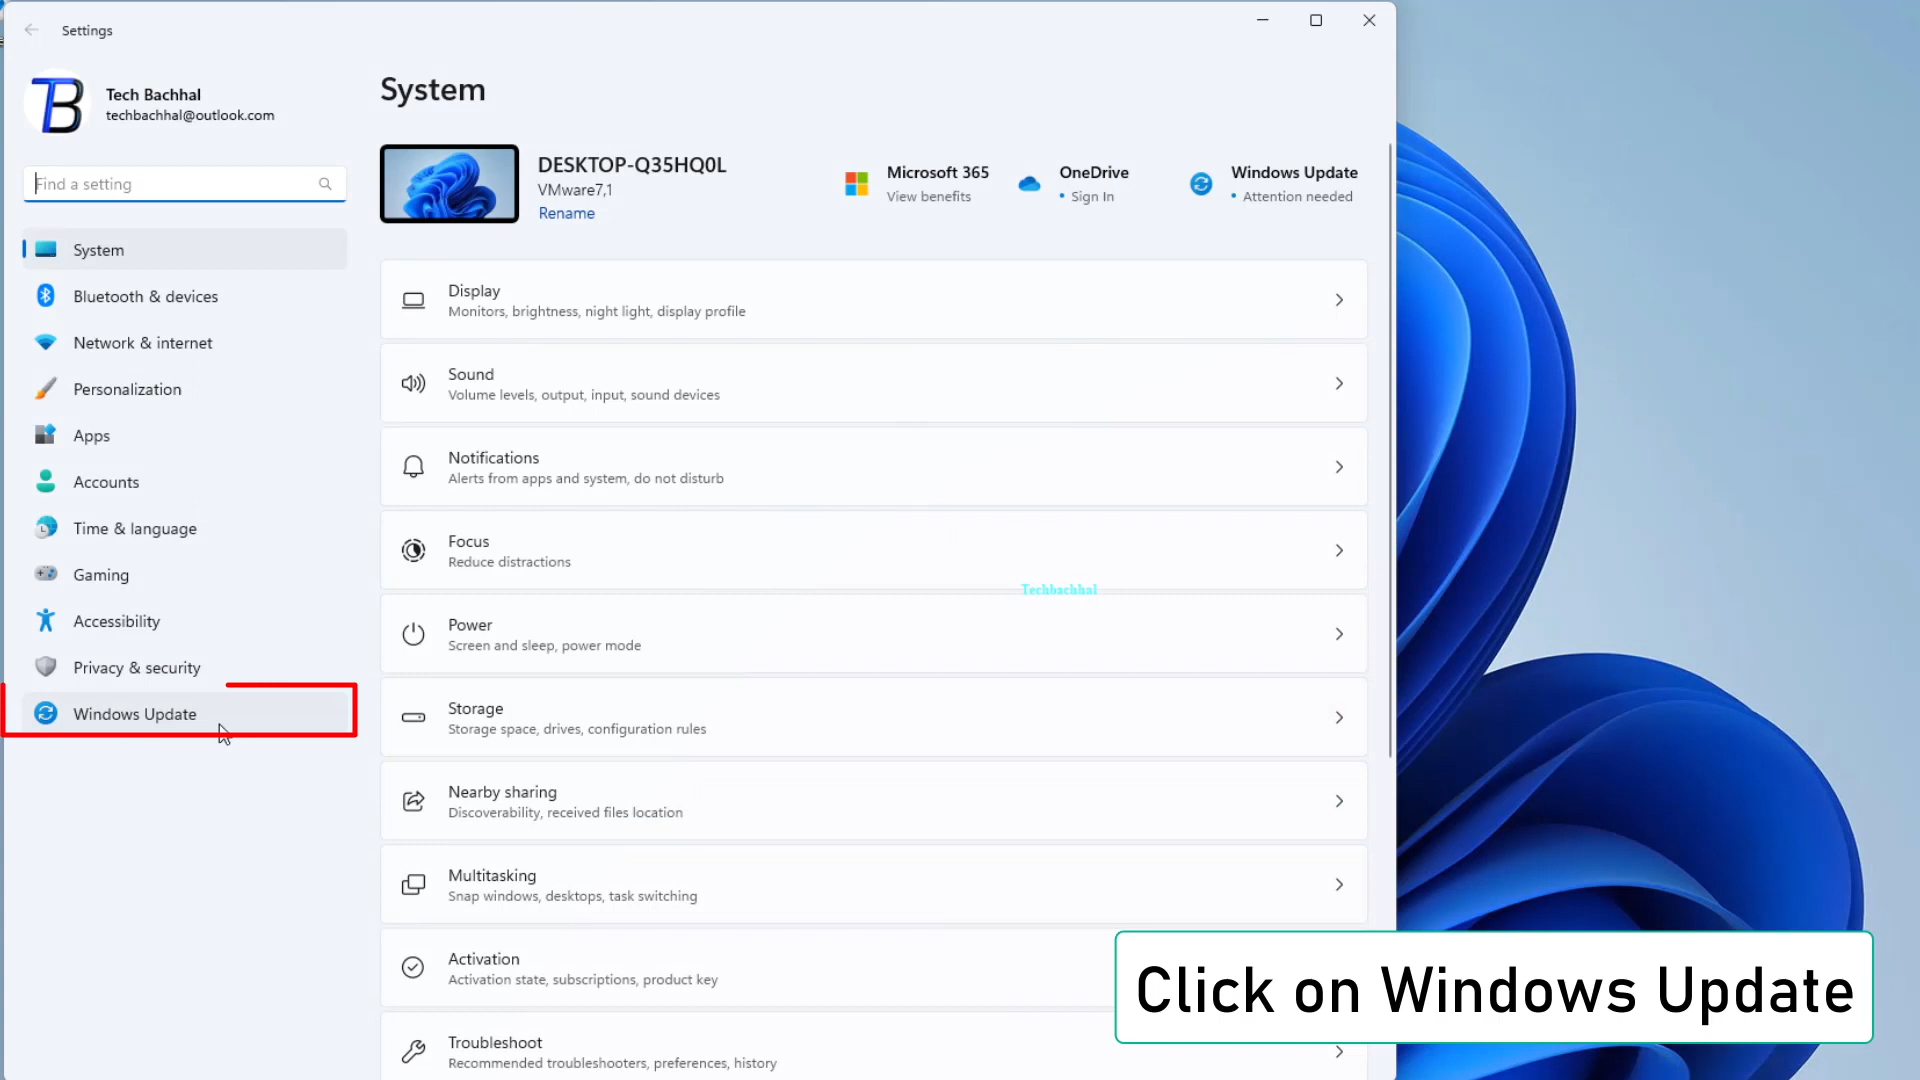 Settings
Tech Bachhal
techbachhal@outlook.com
Find a setting
System
Bluetooth & devices
Network & internet
Personalization
Apps
Accounts
Time & language
Gaming
Accessibility
Privacy & security
Windows Update
System
DESKTOP-Q35HQ0L
VMware7,1
Rename
Microsoft 365
View benefits
OneDrive
• Sign In
Windows Update
• Attention needed
Display
Monitors, brightness, night light, display profile
Sound
Volume levels, output, input, sound devices
Notifications
Alerts from apps and system, do not disturb
Focus
Reduce distractions
Techbachhal
Power
Screen and sleep, power mode
Storage
Storage space, drives, configuration rules
Nearby sharing
Discoverability, received files location
Multitasking
Snap windows, desktops, task switching
Activation
Activation state, subscriptions, product key
Troubleshoot
Recommended troubleshooters, preferences, history
Click on Windows Update